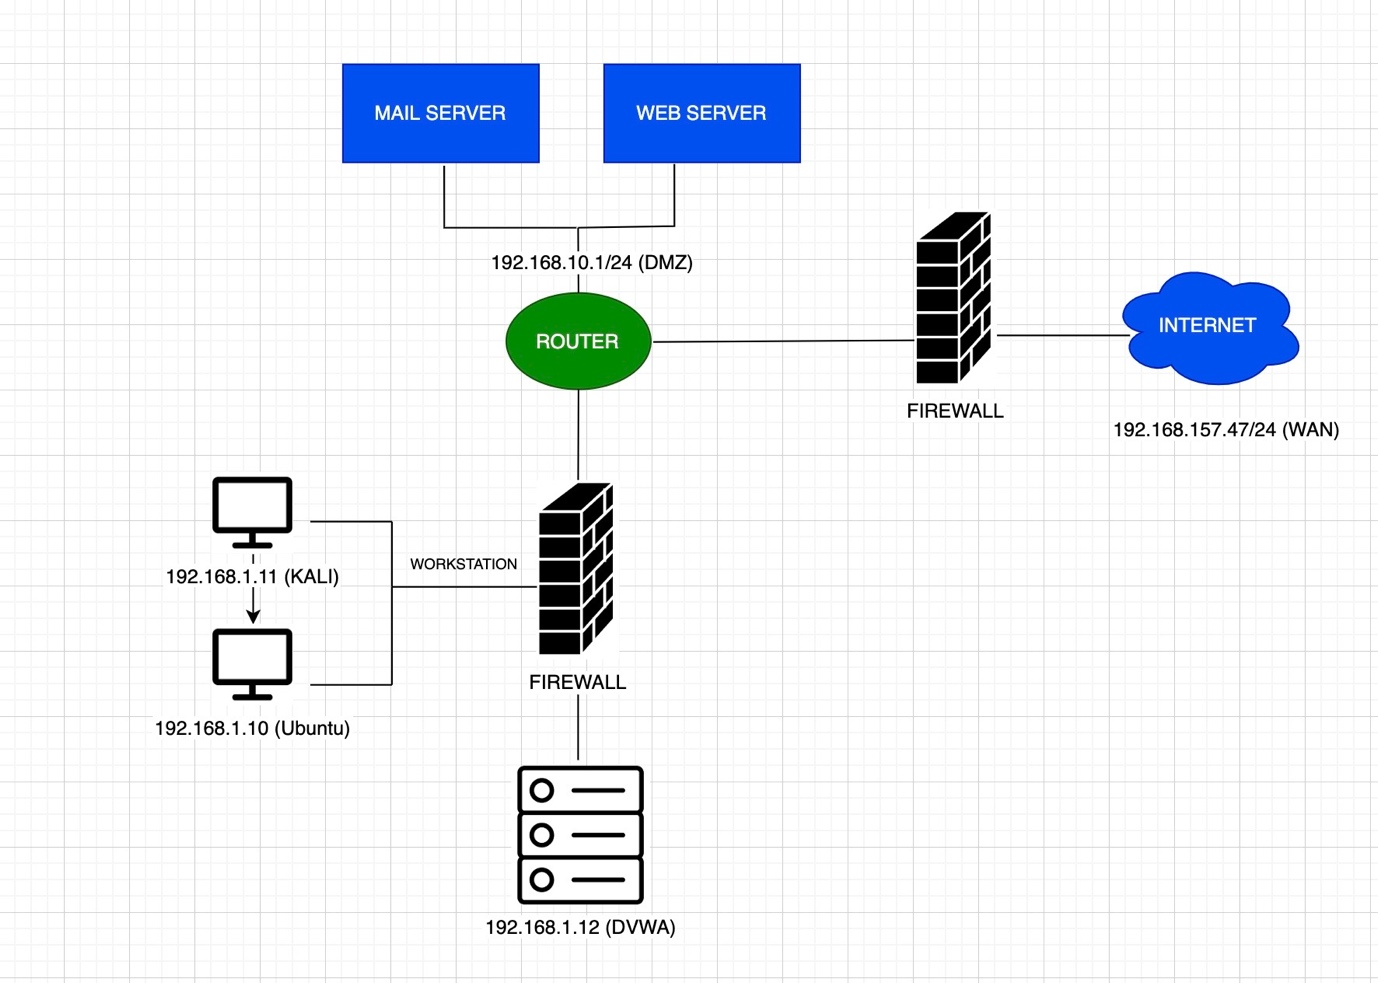 MAIL SERVER
WEB SERVER
192.168.10.1/24 (DMZ)
ROUTER
INTERNET
FIREWALL
192.168.157.47/24 (WAN)
192.168.1.11 (KALI)
WORKSTATION
192.168.1.10 (Ubuntu)
FIREWALL
192.168.1.12 (DVWA)